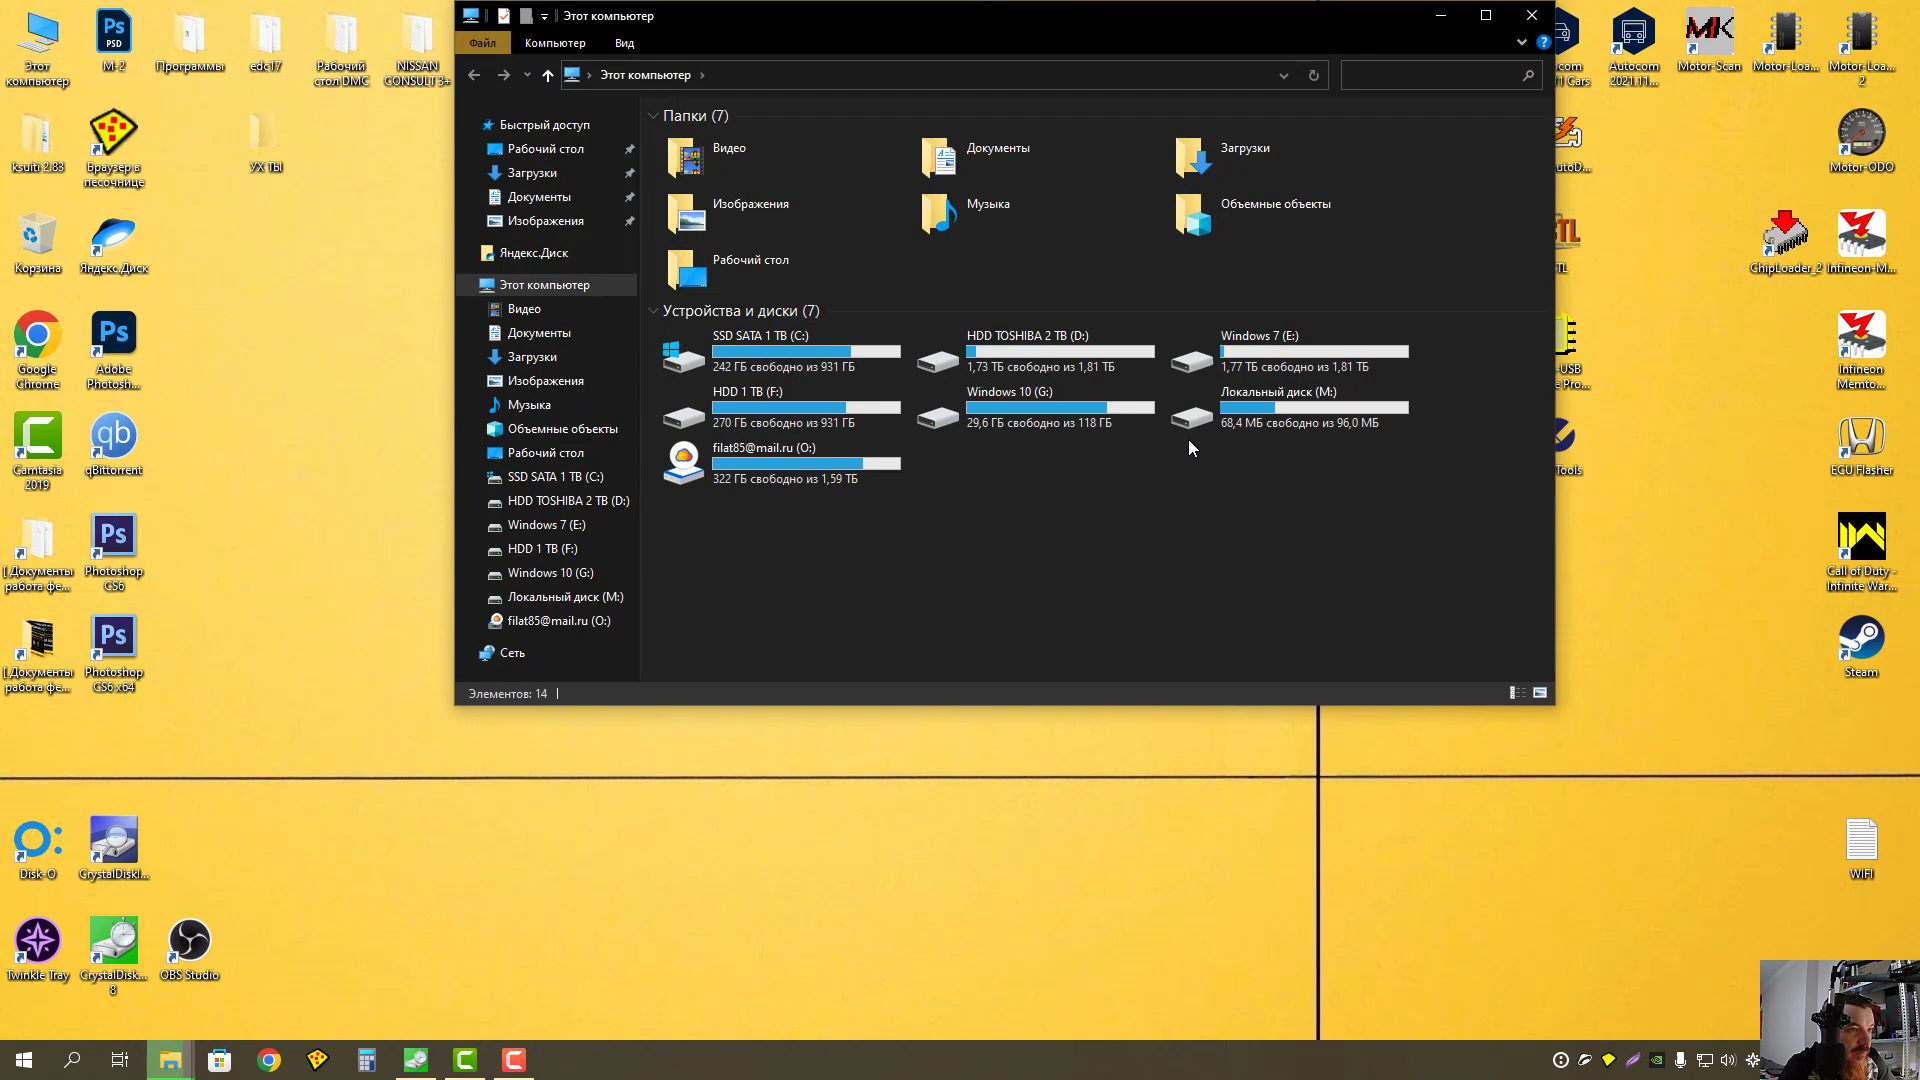 Этот компьютер
Файл
Компьютер
Вид
Этот компьютер
Быстрый доступ
Рабочий стол
Загрузки
Документы
Изображения
Яндекс.Диск
Этот компьютер
Видео
Документы
Загрузки
Изображения
Музыка
Объемные объекты
Рабочий стол
SSD SATA 1 TB (C:)
HDD TOSHIBA 2 TB (D:)
Windows 7 (E:)
HDD 1 TB (F:)
Windows 10 (G:)
Локальный диск (M:)
filat85@mail.ru (O:)
Сеть
Папки (7)
Видео
Документы
Загрузки
Изображения
Музыка
Объемные объекты
Рабочий стол
Устройства и диски (7)
SSD SATA 1 TB (C:)
242 ГБ свободно из 931 ГБ
HDD TOSHIBA 2 TB (D:)
1,73 ТБ свободно из 1,81 ТБ
Windows 7 (E:)
1,77 ТБ свободно из 1,81 ТБ
HDD 1 TB (F:)
270 ГБ свободно из 931 ГБ
Windows 10 (G:)
29,6 ГБ свободно из 118 ГБ
Локальный диск (M:)
68,4 МБ свободно из 96,0 МБ
filat85@mail.ru (O:)
322 ГБ свободно из 1,59 ТБ
Элементов: 14
Этот
компьютер
Ps
PSD
M-2
Программы
edc17
Рабочий
стол DMC
NISSAN
CONSULT 3+
ksuiti 2.83
Браузер в
песочнице
УХ ТЫ
Корзина
Яндекс.Диск
Google
Chrome
Ps
Adobe
Photosh...
Camtasia
2019
qb
qBittorrent
[ Документы
работа фе...
Ps
Photoshop
CS6
[ Документы
работа фе...
Ps
Photoshop
CS6 x64
Disk-O
CrystalDiskI...
Twinkle Tray
CrystalDisk...
8
OBS Studio
Autocom
2021.11...
MK
Motor-Scan
Motor-Loa...
Motor-Loa...
2
Motor-ODO
ChipLoader_2
Infineon-M...
Infineon
Memto...
ECU Flasher
Call of Duty -
Infinite War...
Steam
WIFI